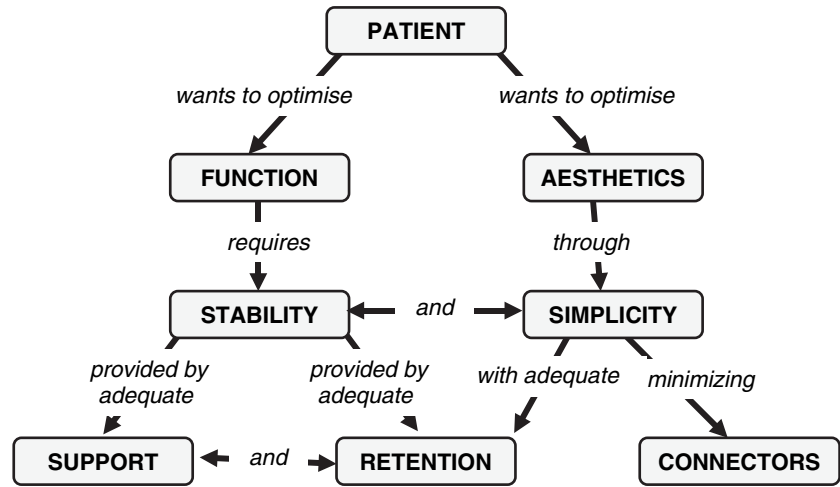 PATIENT
wants to optimise
wants to optimise
FUNCTION
AESTHETICS
requires
through
STABILITY
and
SIMPLICITY
provided by
adequate
provided by
adequate
with adequate
minimizing
SUPPORT
and
RETENTION
CONNECTORS